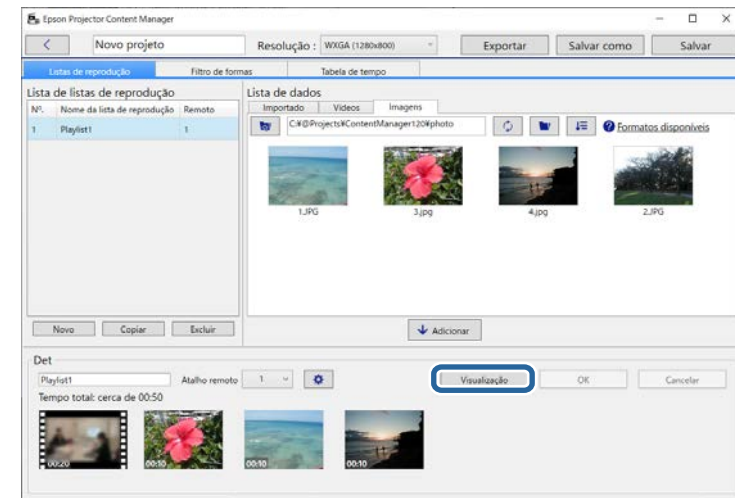 Epson Projector Content Manager
Novo projeto Resolução : WXGA (1280x800) Exportar Salvar como Salvar
Listas de reprodução Filtro de formas Tabela de tempo
Lista de listas de reprodução
Nº. Nome da lista de reprodução Remoto
1 Playlist1 1
Novo Copiar Excluir
Lista de dados
Importado Vídeos Imagens
C:¥@Projects¥ContentManager120¥photo Formatos disponíveis
1.JPG 3.jpg 4.jpg 2.JPG
Adicionar
Det
Playlist1 Atalho remoto 1 Visualização OK Cancelar
Tempo total: cerca de 00:50
00:20 00:10 00:10 00:10